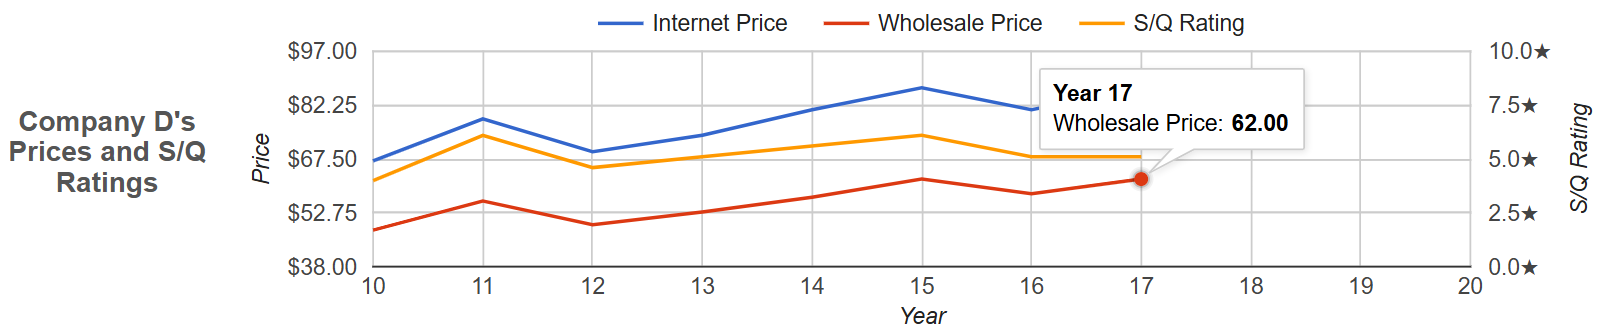 Internet Price
Wholesale Price
S/Q Rating
Company D's
Prices and S/Q
Ratings
Price
$97.00
$82.25
$67.50
$52.75
$38.00
Year 17
Wholesale Price: 62.00
10.0★
7.5★
5.0★
2.5★
0.0★
S/Q Rating
10 11 12 13 14 15 16 17 18 19 20
Year